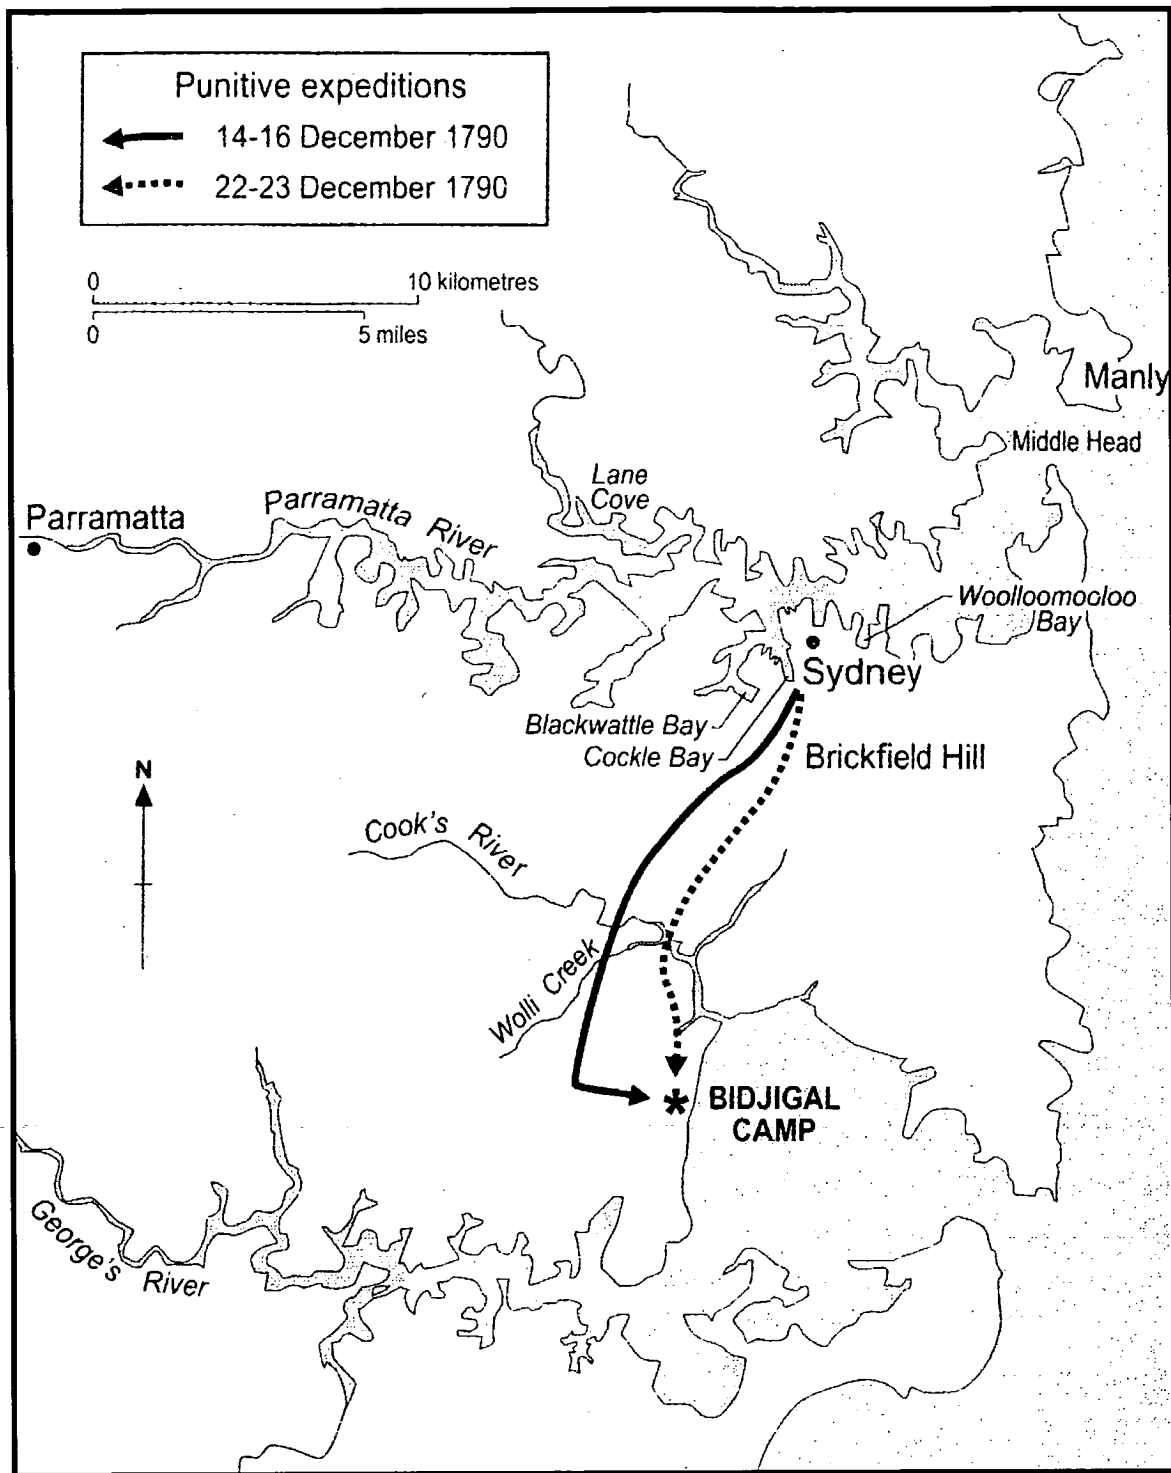 Punitive expeditions
14-16 December 1790
22-23 December 1790
0 10 kilometres
0 5 miles
Manly
Middle Head
Lane
Cove
Parramatta River
Parramatta
Woolloomooloo
Bay
Sydney
Blackwattle Bay
Cockle Bay
Brickfield Hill
N
Cook's River
Wolli Creek
BIDJIGAL
CAMP
George's River